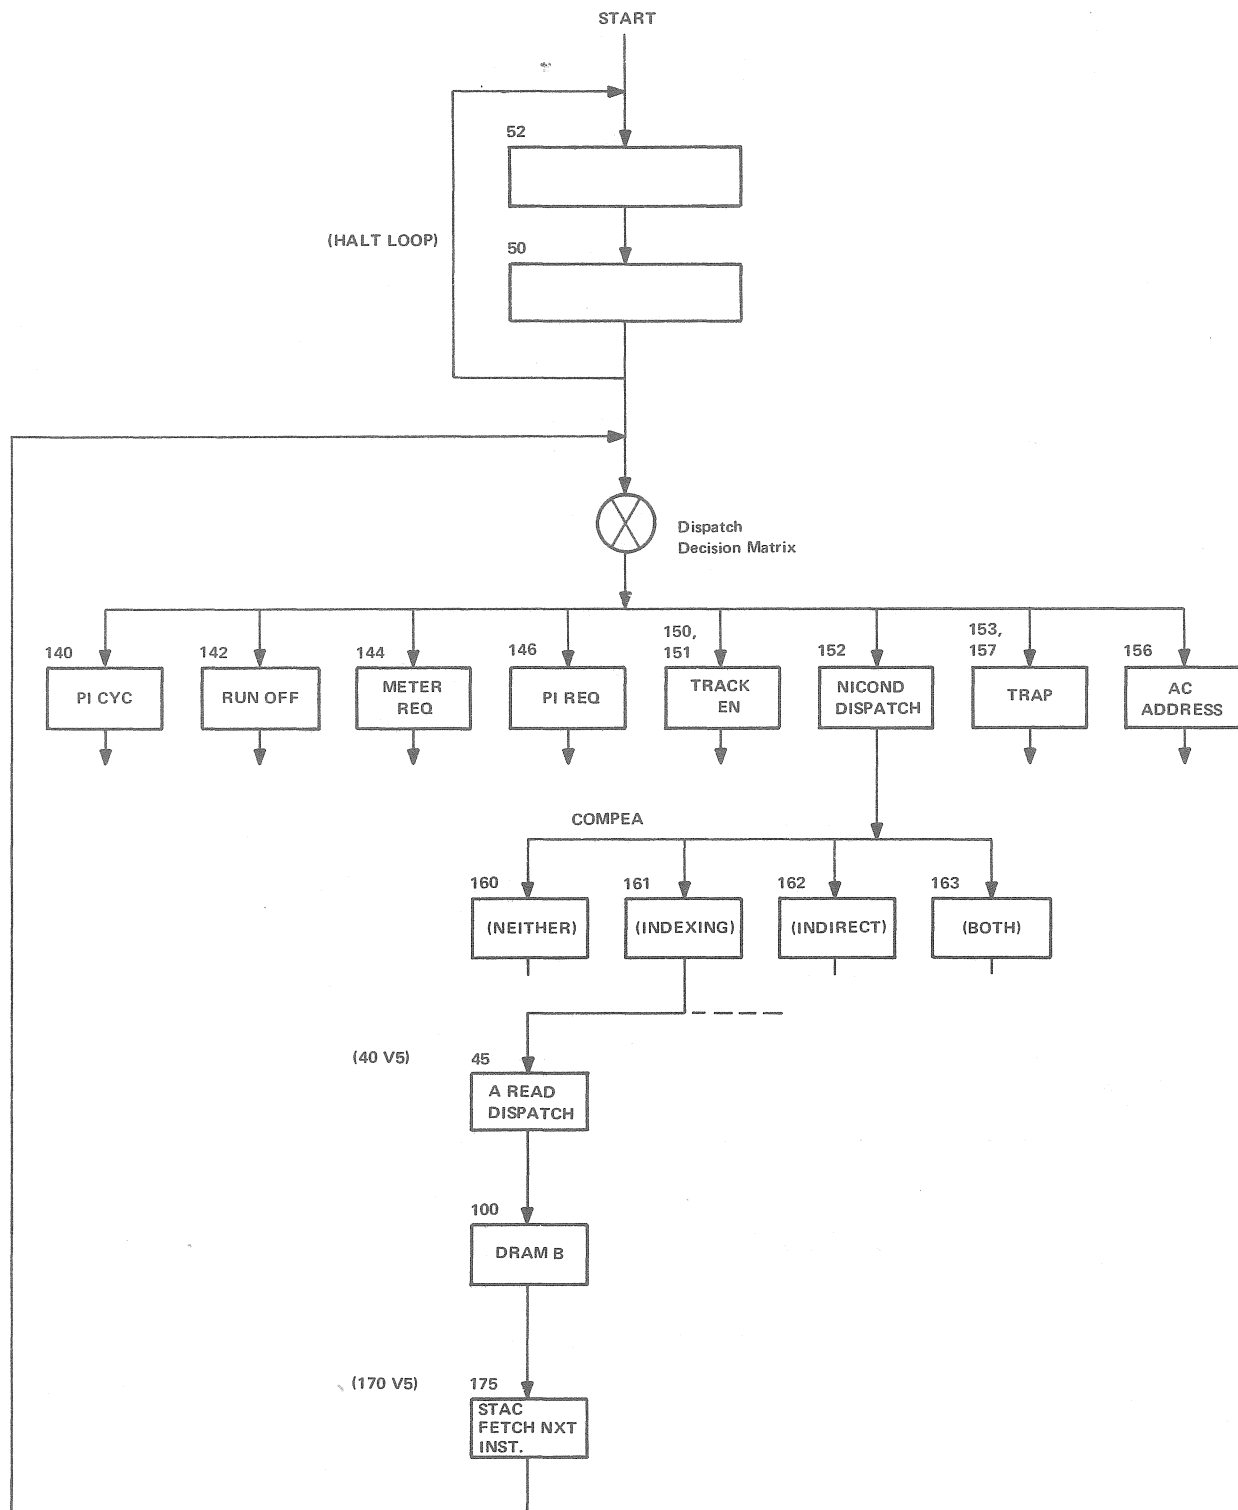 START
52
(HALT LOOP)
50
Dispatch
Decision Matrix
140
PI CYC
142
RUN OFF
144
METER
REQ
146
PI REQ
150,
151
TRACK
EN
152
NICOND
DISPATCH
153,
157
TRAP
156
AC
ADDRESS
COMPEA
160
(NEITHER)
161
(INDEXING)
162
(INDIRECT)
163
(BOTH)
(40 V5)
45
A READ
DISPATCH
100
DRAM B
(170 V5)
175
STAC
FETCH NXT
INST.